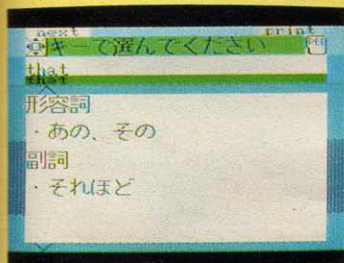 next print
キーで選んでください
that
that
形容詞
・あの、その
副詞
・それほど